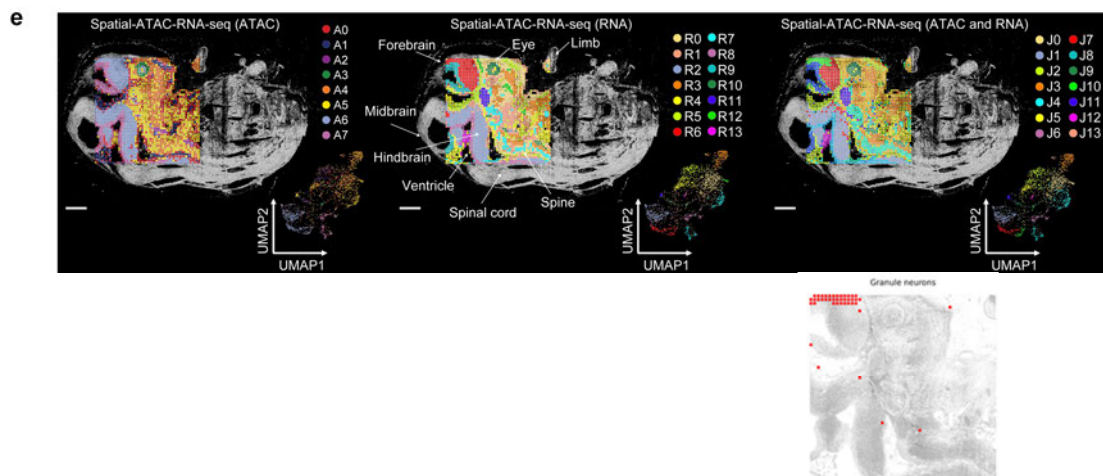 e
Spatial-ATAC-RNA-seq (ATAC)
A0
A1
A2
A3
A4
A5
A6
A7
UMAP2
UMAP1
Spatial-ATAC-RNA-seq (RNA)
Forebrain
Eye
Limb
Midbrain
Hindbrain
Ventricle
Spinal cord
Spine
R0 R7
R1 R8
R2 R9
R3 R10
R4 R11
R5 R12
R6 R13
UMAP2
UMAP1
Spatial-ATAC-RNA-seq (ATAC and RNA)
J0 J7
J1 J8
J2 J9
J3 J10
J4 J11
J5 J12
J6 J13
UMAP2
UMAP1
Granule neurons